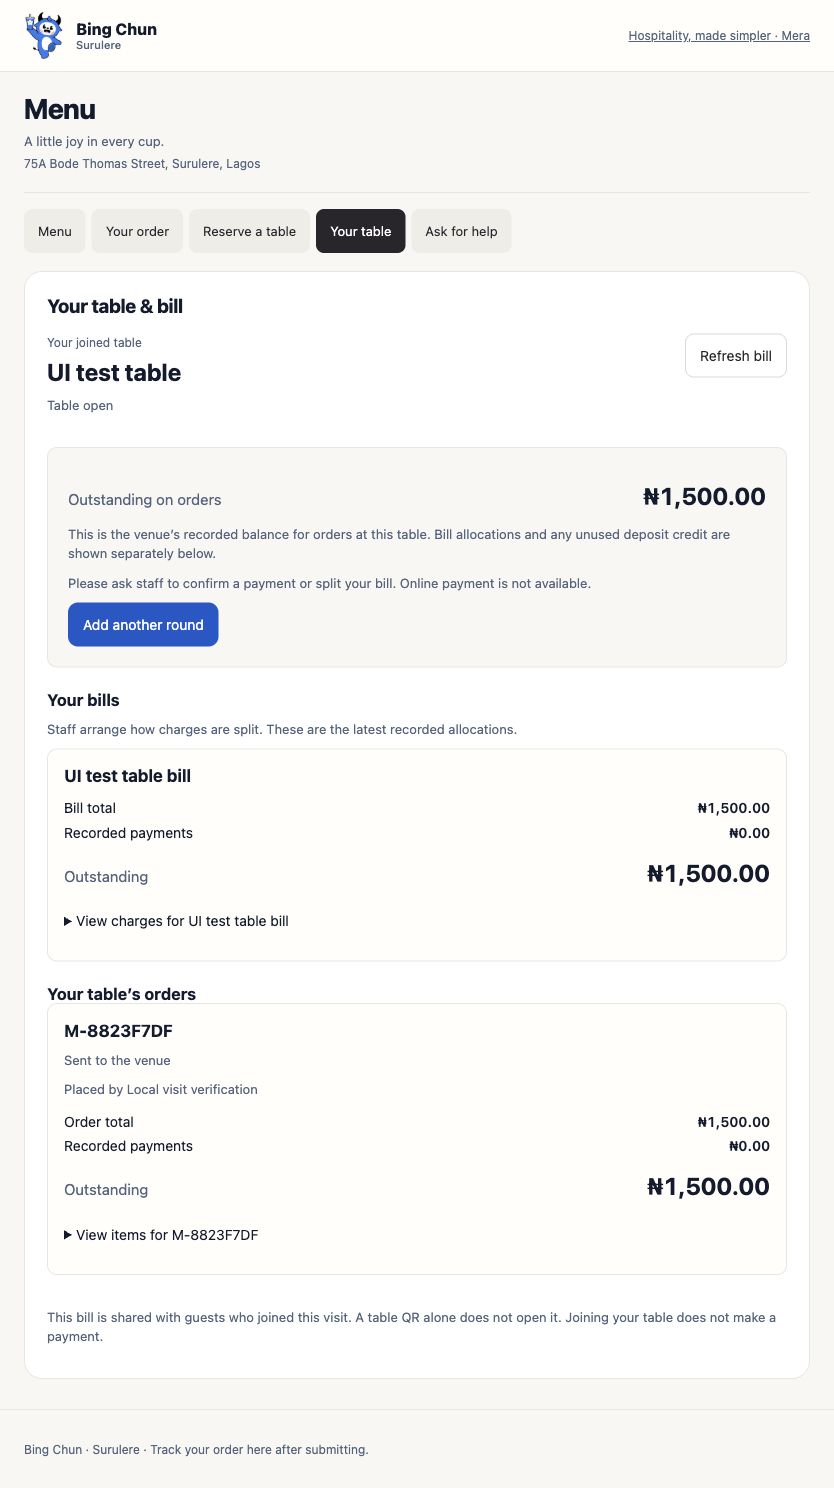 Bing Chun
Surulere
Hospitality, made simpler · Mera
Menu
A little joy in every cup.
75A Bode Thomas Street, Surulere, Lagos
Menu
Your order
Reserve a table
Your table
Ask for help
Your table & bill
Your joined table
UI test table
Table open
Refresh bill
Outstanding on orders
₦1,500.00
This is the venue’s recorded balance for orders at this table. Bill allocations and any unused deposit credit are
shown separately below.
Please ask staff to confirm a payment or split your bill. Online payment is not available.
Add another round
Your bills
Staff arrange how charges are split. These are the latest recorded allocations.
UI test table bill
Bill total ₦1,500.00
Recorded payments ₦0.00
Outstanding ₦1,500.00
▶ View charges for UI test table bill
Your table’s orders
M-8823F7DF
Sent to the venue
Placed by Local visit verification
Order total ₦1,500.00
Recorded payments ₦0.00
Outstanding ₦1,500.00
▶ View items for M-8823F7DF
This bill is shared with guests who joined this visit. A table QR alone does not open it. Joining your table does not make a
payment.
Bing Chun · Surulere · Track your order here after submitting.